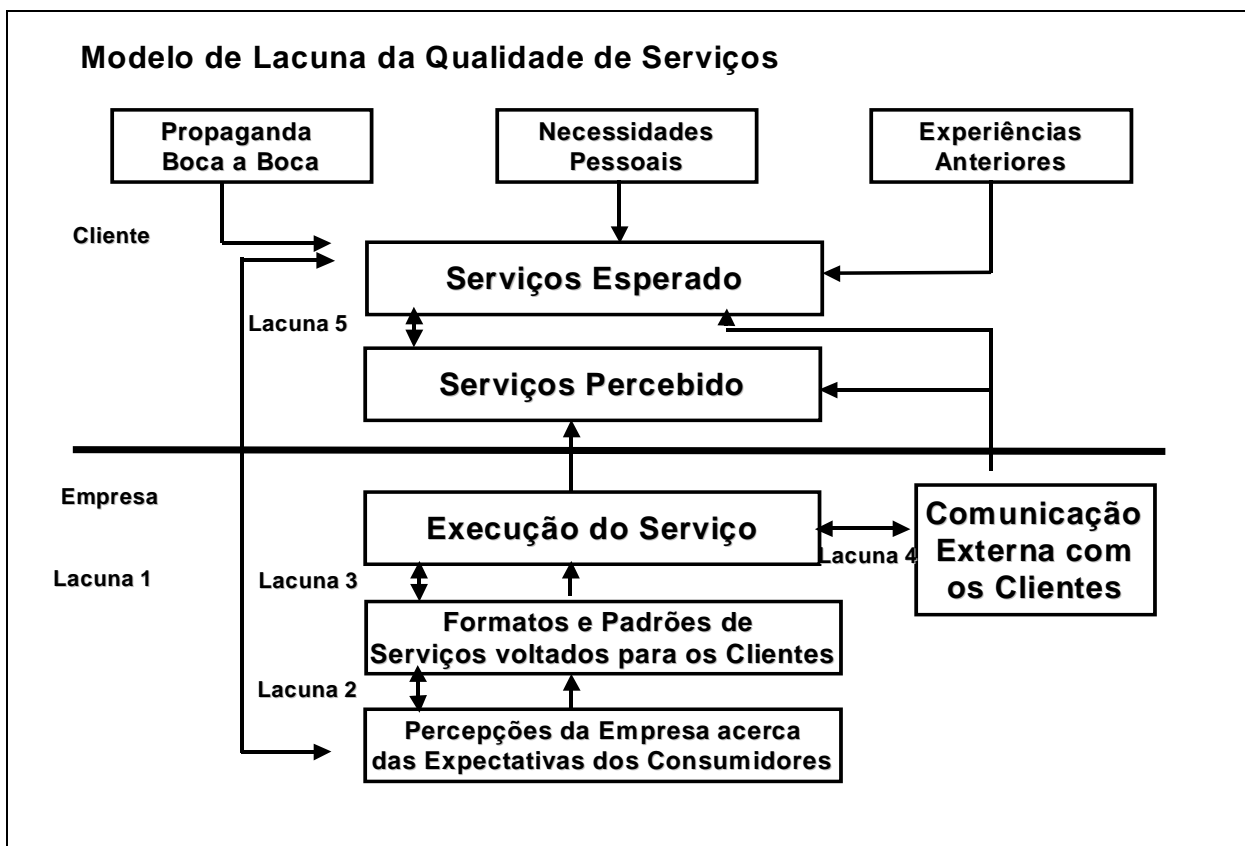 Modelo de Lacuna da Qualidade de Serviços
Propaganda
Boca a Boca
Necessidades
Pessoais
Experiências
Anteriores
Cliente
Serviços Esperado
Lacuna 5
Serviços Percebido
Empresa
Execução do Serviço
Comunicação
Externa com
os Clientes
Lacuna 4
Lacuna 1
Lacuna 3
Formatos e Padrões de
Serviços voltados para os Clientes
Lacuna 2
Percepções da Empresa acerca
das Expectativas dos Consumidores